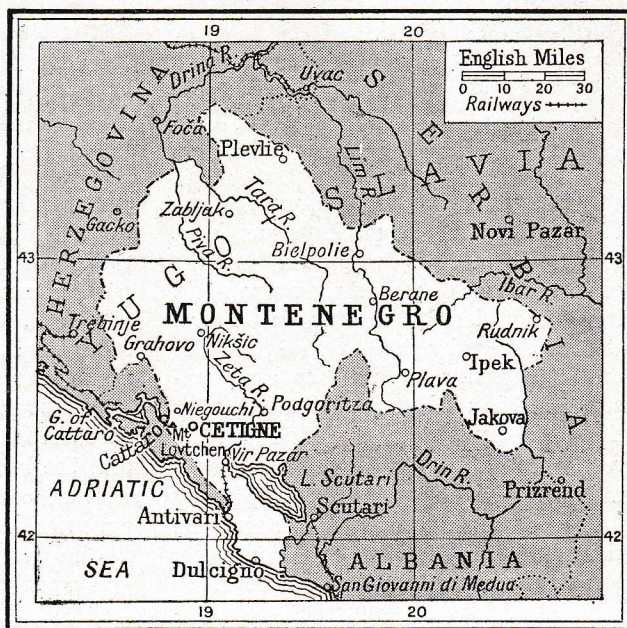 19
20
English Miles
0 10 20 30
Railways
HERZEGOVINA
Drina R.
Uvac
SERBIA
YUGOSLAVIA
Foča
Plevlie
Lim R.
Tara R.
Zabljak
Gacko
Piva R.
Novi Pazar
Bielpolie
43
43
Ibar R.
Berane
MONTENEGRO
Trebinje
Nikšic
Rudnik
Grahovo
Zeta R.
Ipek
Plava
G. of
Cattaro
Niegouchi
Podgoritza
Jakova
Cattaro
Mt
Lovtchen
CETIGNE
Vir Pazar
ADRIATIC
SEA
L. Scutari
Drin R.
Prizrend
Scutari
Antivari
42
42
ALBANIA
Dulcigno
San Giovanni di Medua
19
20